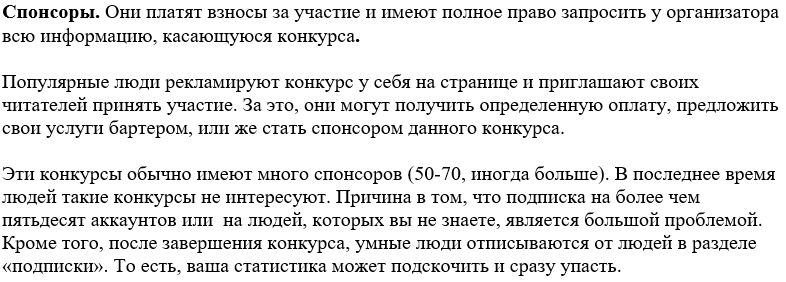 Спонсоры. Они платят взносы за участие и имеют полное право запросить у организатора
всю информацию, касающуюся конкурса.
Популярные люди рекламируют конкурс у себя на странице и приглашают своих
читателей принять участие. За это, они могут получить определенную оплату, предложить
свои услуги бартером, или же стать спонсором данного конкурса.
Эти конкурсы обычно имеют много спонсоров (50-70, иногда больше). В последнее время
людей такие конкурсы не интересуют. Причина в том, что подписка на более чем
пятьдесят аккаунтов или  на людей, которых вы не знаете, является большой проблемой.
Кроме того, после завершения конкурса, умные люди отписываются от людей в разделе
«подписки». То есть, ваша статистика может подскочить и сразу упасть.